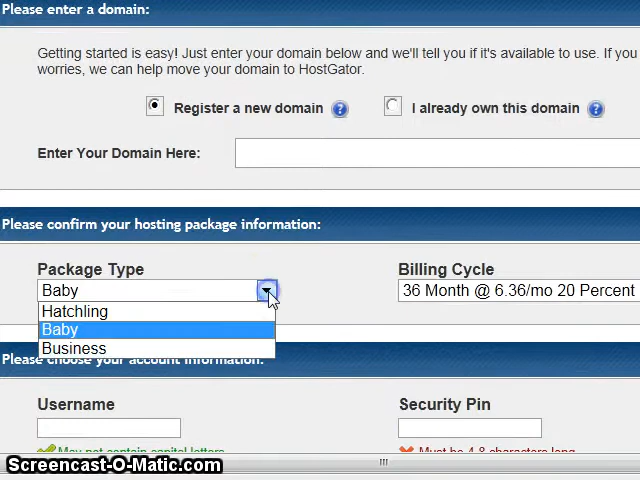 Please enter a domain:
Getting started is easy! Just enter your domain below and we'll tell you if it's available to use. If you
worries, we can help move your domain to HostGator.
Register a new domain ? I already own this domain ?
Enter Your Domain Here:
Please confirm your hosting package information:
Package Type Billing Cycle
Baby 36 Month @ 6.36/mo 20 Percent
Hatchling
Baby
Business
Please choose your account information:
Username Security Pin
May not contain capital letters Must be 4-8 characters long
Screencast-O-Matic.com